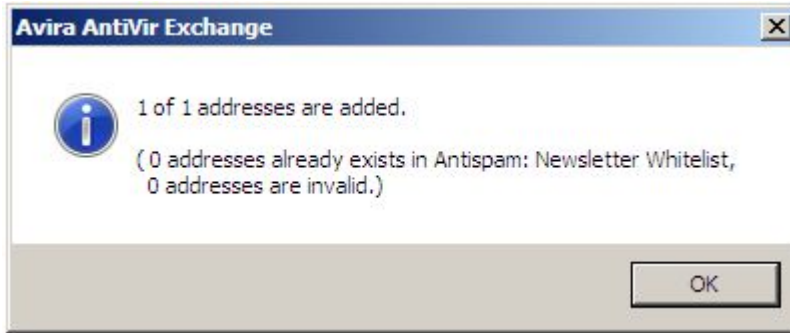 Avira AntiVir Exchange
1 of 1 addresses are added.
( 0 addresses already exists in Antispam: Newsletter Whitelist,
0 addresses are invalid.)
OK